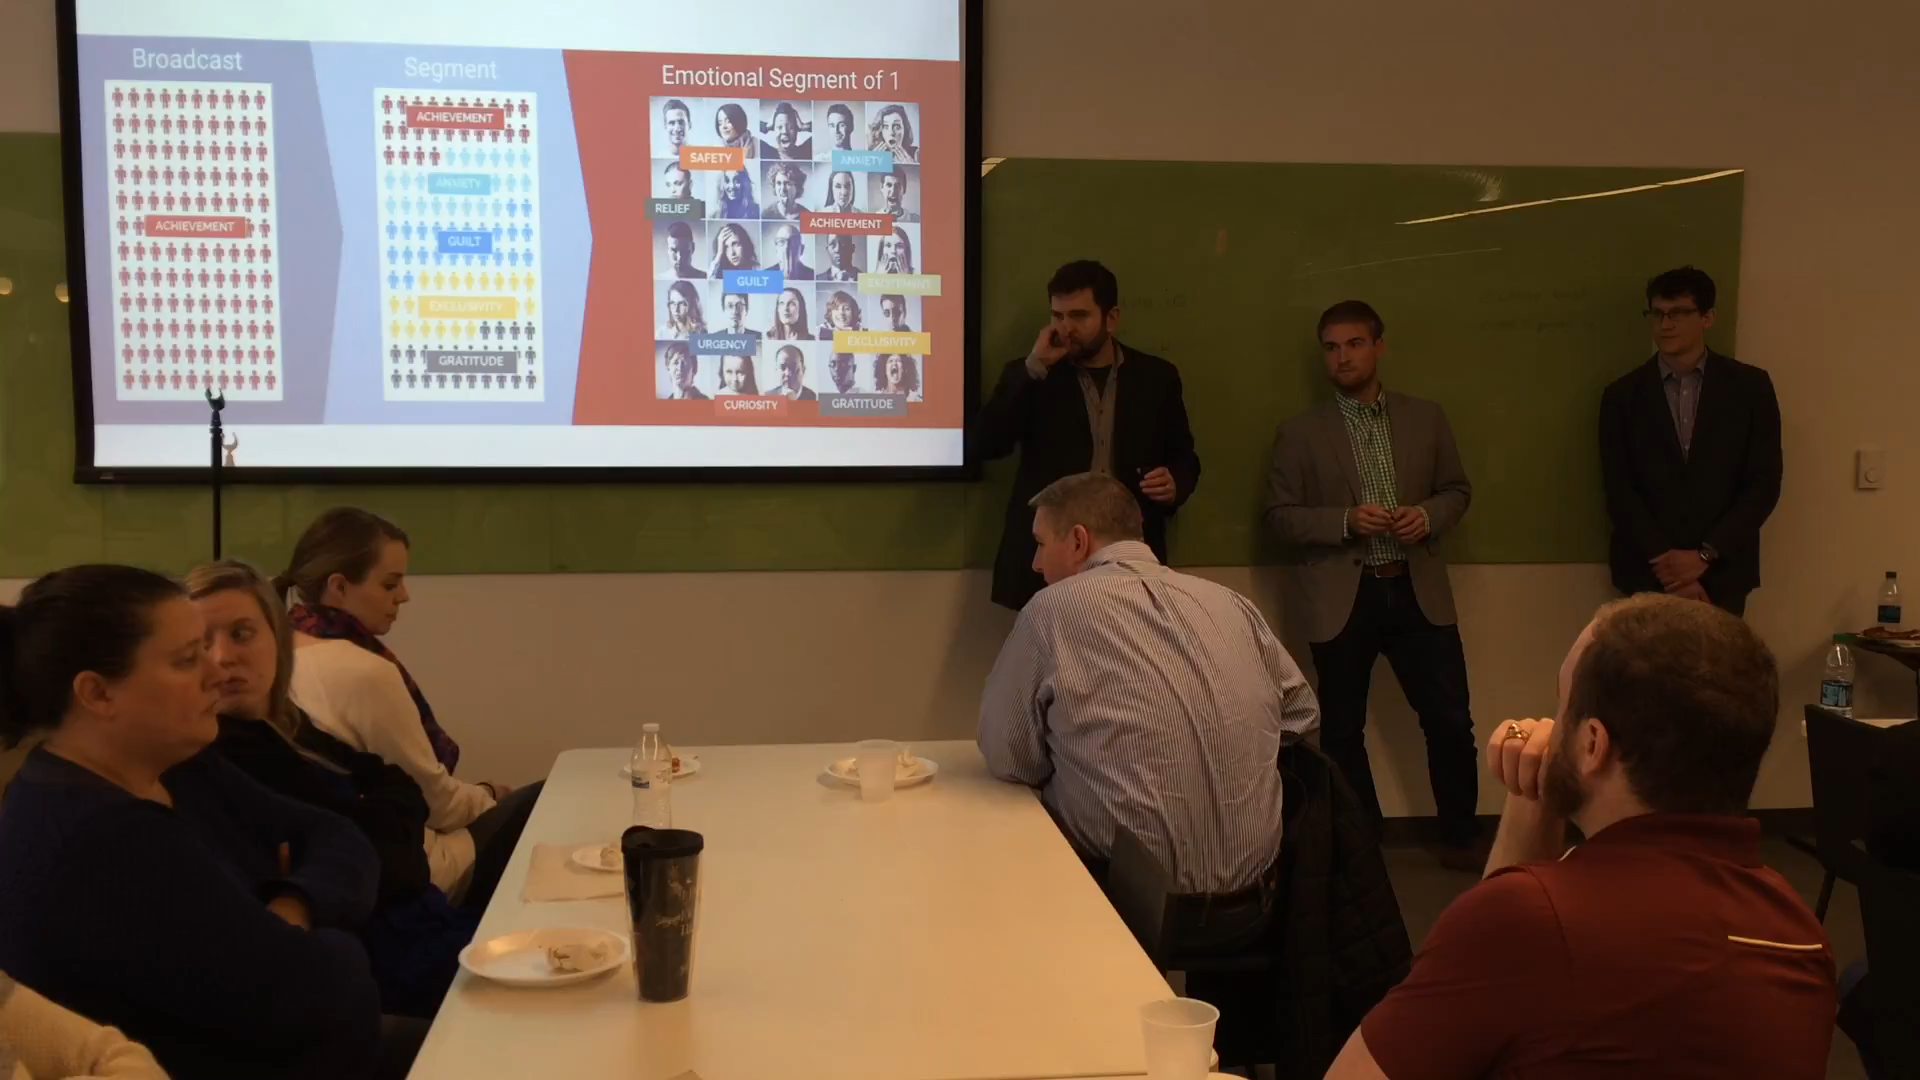 Broadcast
ACHIEVEMENT
Segment
ACHIEVEMENT
ANXIETY
GUILT
EXCLUSIVITY
GRATITUDE
Emotional Segment of 1
SAFETY
ANXIETY
RELIEF
ACHIEVEMENT
GUILT
EXCITEMENT
URGENCY
EXCLUSIVITY
CURIOSITY
GRATITUDE